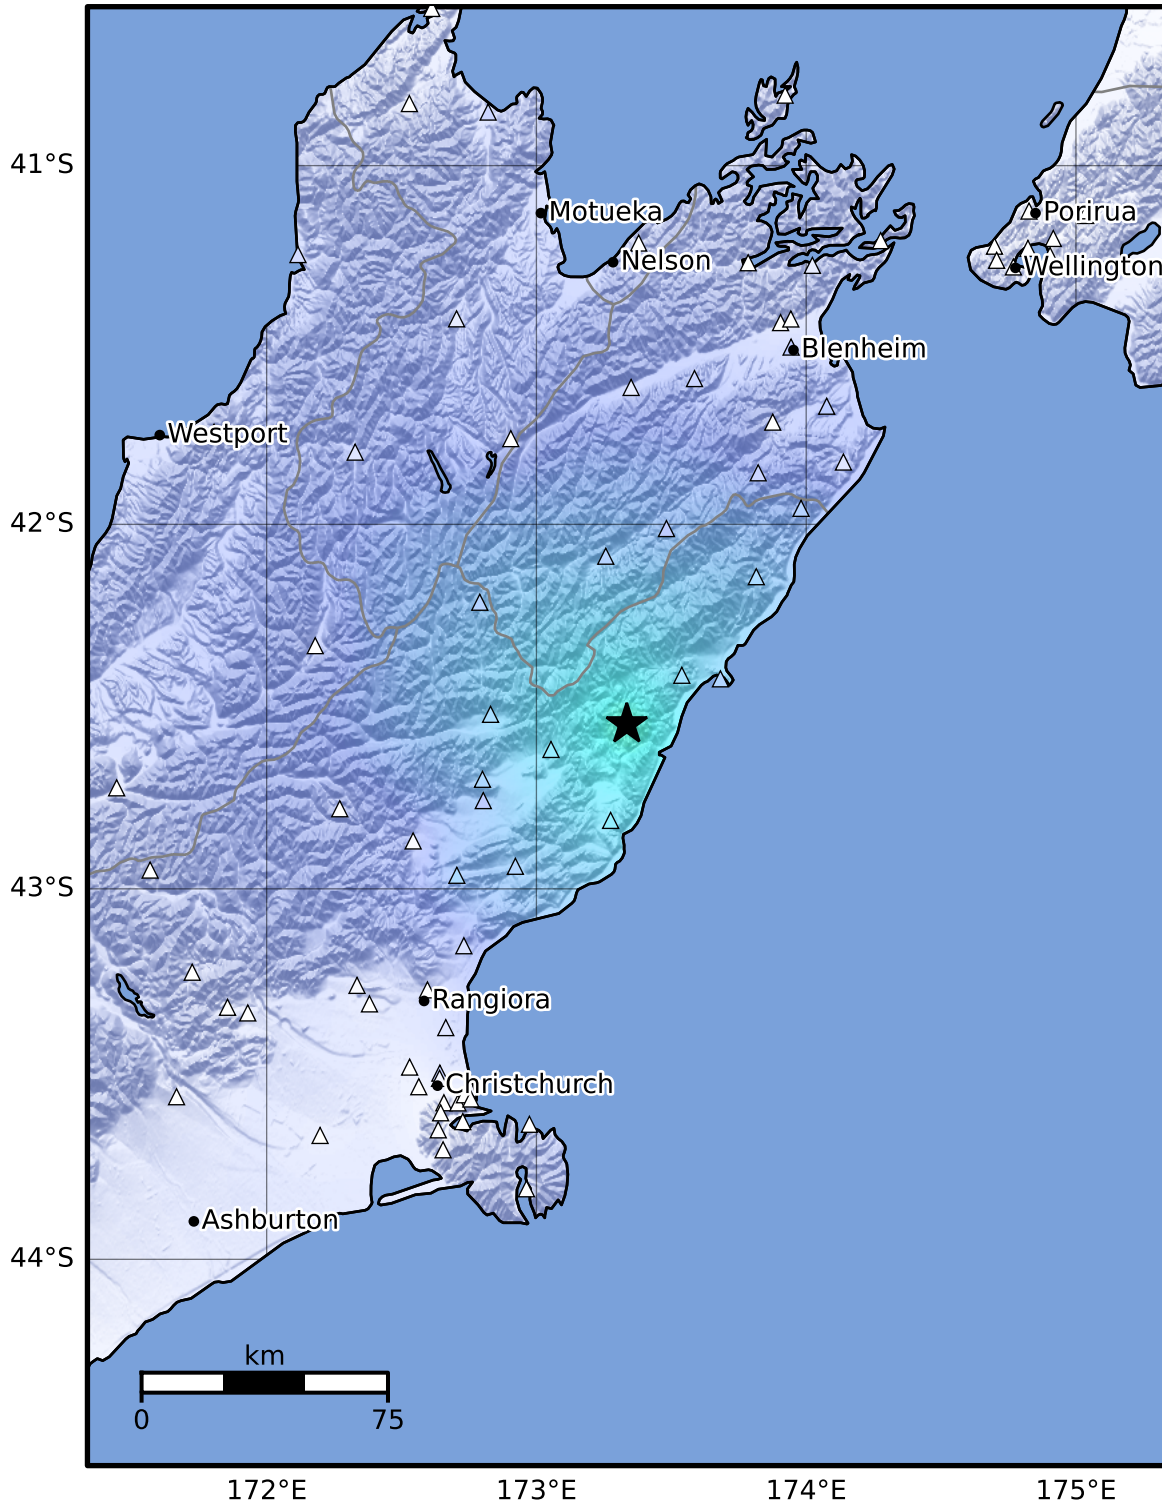 41°S
Motueka
Porirua
Nelson
Wellington
Blenheim
Westport
42°S
43°S
Rangiora
Christchurch
Ashburton
44°S
km
0 75
172°E 173°E 174°E 175°E